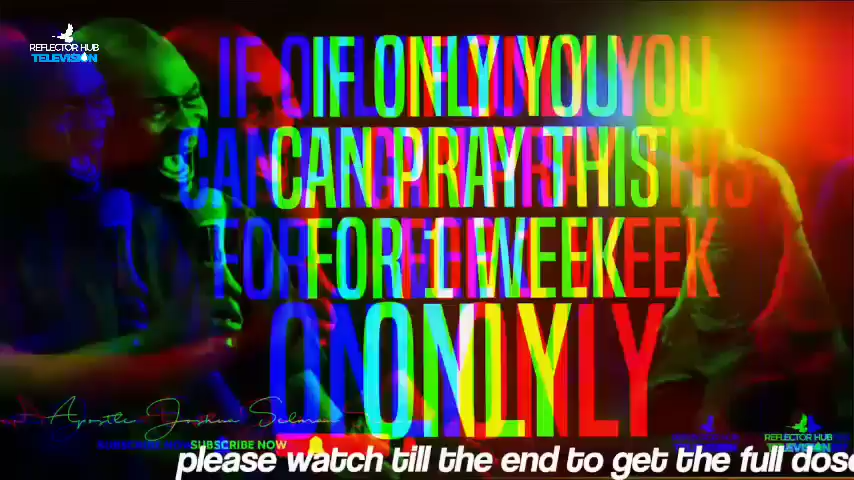 REFLECTOR HUB
TELEVISION
IF ONLY YOU
CAN PRAY THIS
FOR 1 WEEK
ONLY
Apostle Joshua Selman
SUBSCRIBE NOW
REFLECTOR HUB
TELEVISION
please watch till the end to get the full dose